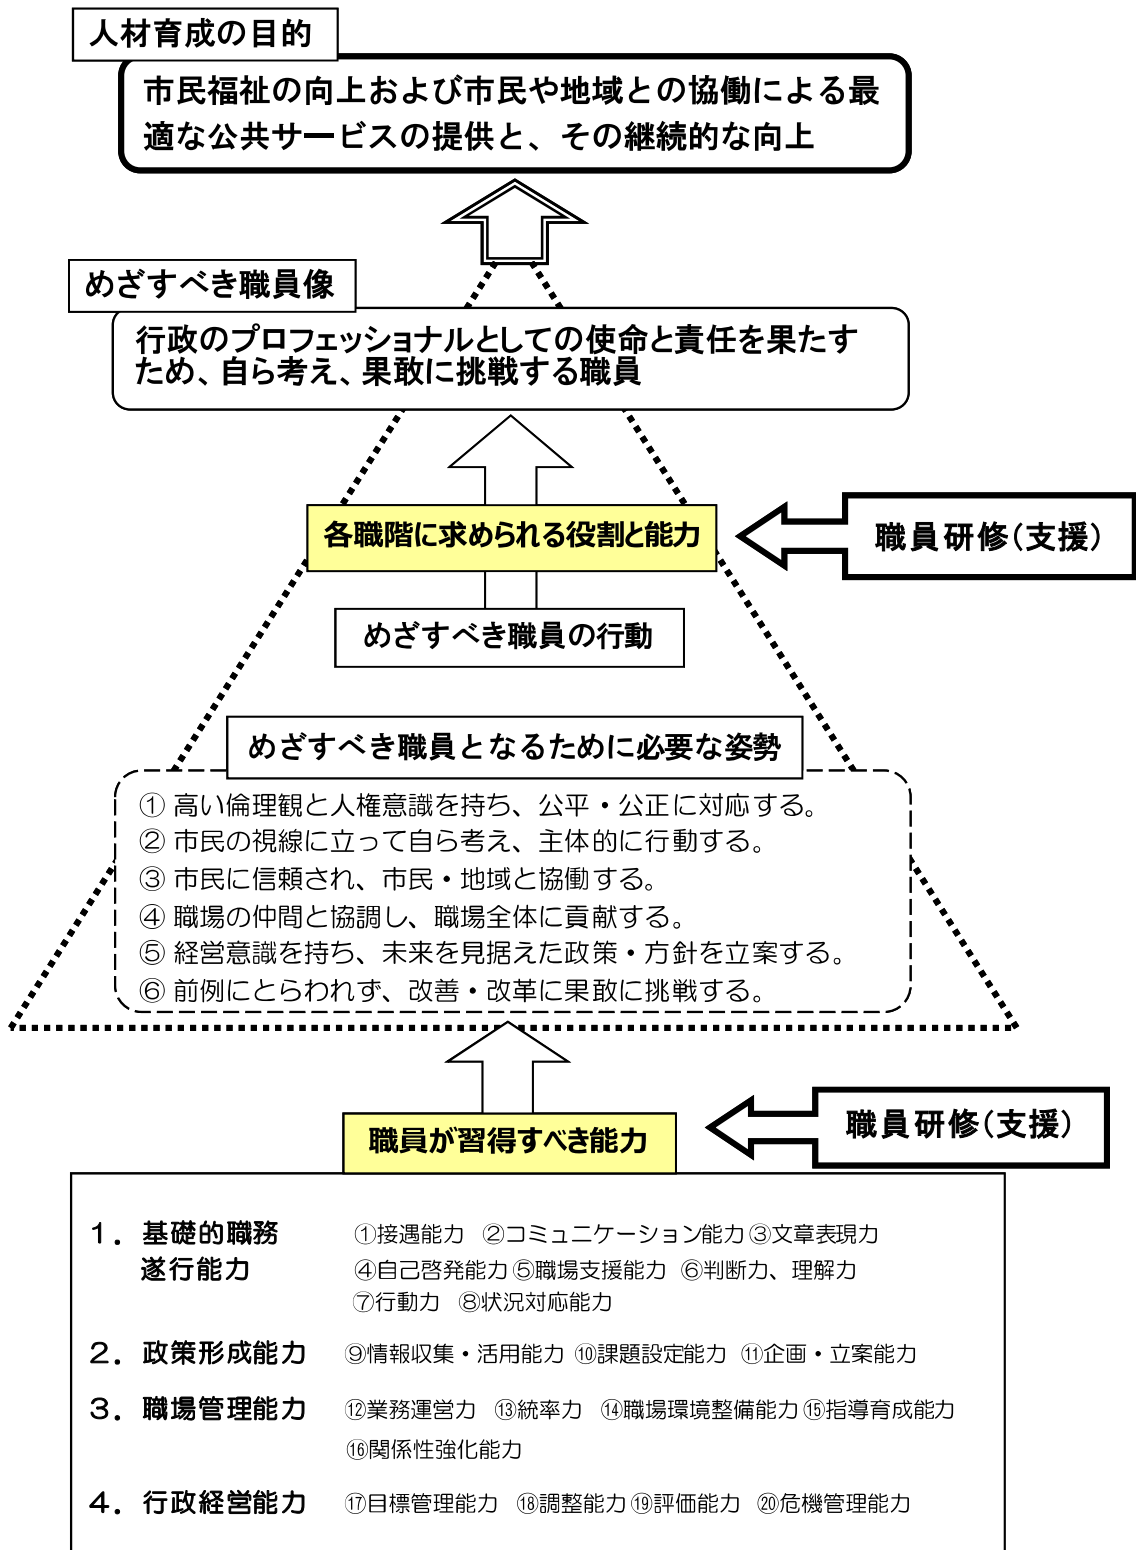 人材育成の目的
市民福祉の向上および市民や地域との協働による最
適な公共サービスの提供と、その継続的な向上
めざすべき職員像
行政のプロフェッショナルとしての使命と責任を果たす
ため、自ら考え、果敢に挑戦する職員
各職階に求められる役割と能力
職員研修(支援)
めざすべき職員の行動
めざすべき職員となるために必要な姿勢
① 高い倫理観と人権意識を持ち、公平・公正に対応する。
② 市民の視線に立って自ら考え、主体的に行動する。
③ 市民に信頼され、市民・地域と協働する。
④ 職場の仲間と協調し、職場全体に貢献する。
⑤ 経営意識を持ち、未来を見据えた政策・方針を立案する。
⑥ 前例にとらわれず、改善・改革に果敢に挑戦する。
職員が習得すべき能力
職員研修(支援)
1．基礎的職務 ①接遇能力 ②コミュニケーション能力 ③文章表現力
遂行能力 ④自己啓発能力 ⑤職場支援能力 ⑥判断力、理解力
⑦行動力 ⑧状況対応能力
2．政策形成能力 ⑨情報収集・活用能力 ⑩課題設定能力 ⑪企画・立案能力
3．職場管理能力 ⑫業務運営力 ⑬統率力 ⑭職場環境整備能力 ⑮指導育成能力
⑯関係性強化能力
4．行政経営能力 ⑰目標管理能力 ⑱調整能力 ⑲評価能力 ⑳危機管理能力